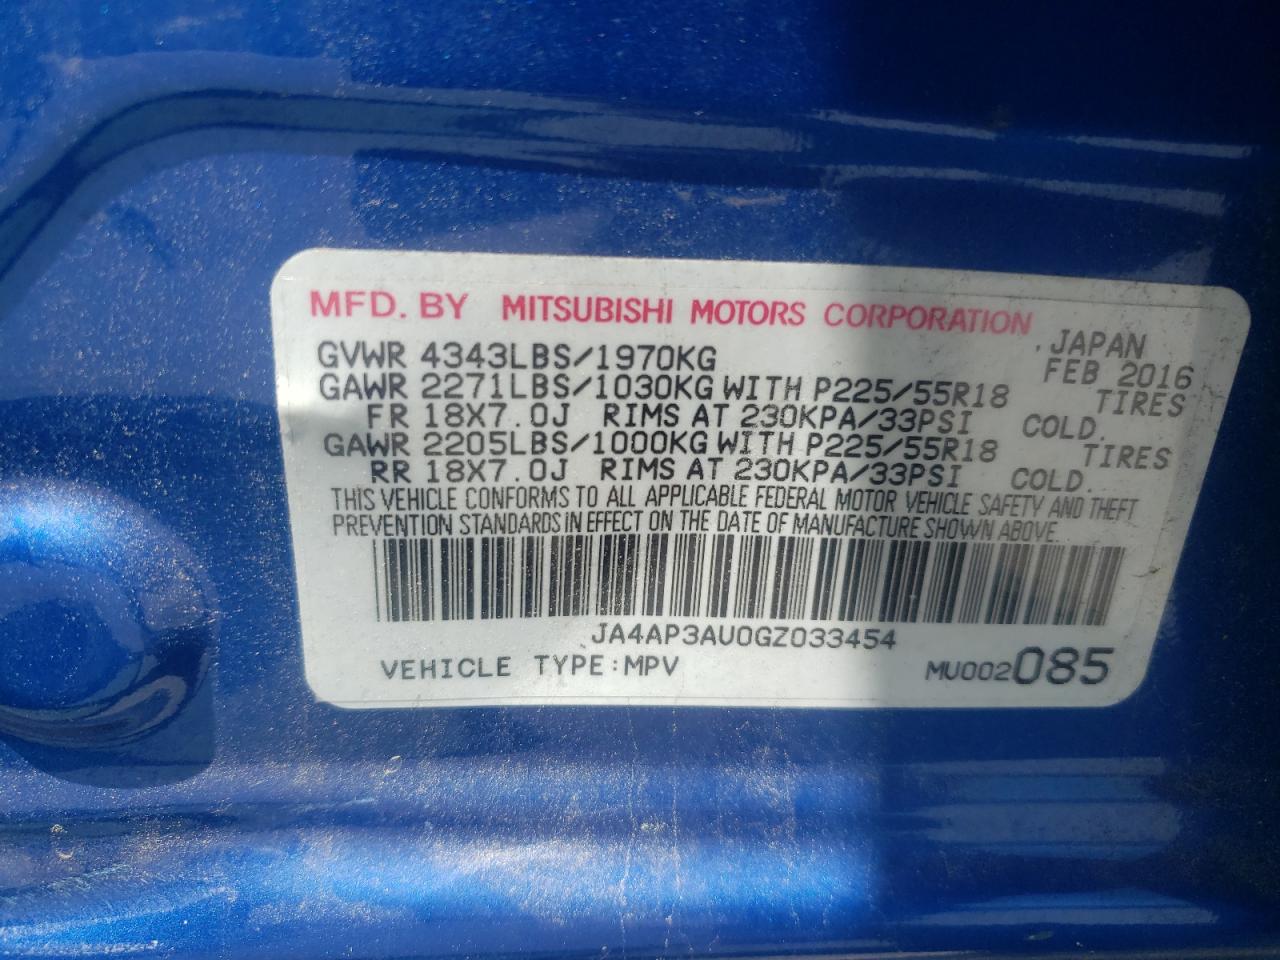 MFD. BY MITSUBISHI MOTORS CORPORATION
JAPAN
GVWR 4343LBS/1970KG FEB 2016
GAWR 2271LBS/1030KG WITH P225/55R18 TIRES
FR 18X7.0J RIMS AT 230KPA/33PSI COLD.
GAWR 2205LBS/1000KG WITH P225/55R18 TIRES
RR 18X7.0J RIMS AT 230KPA/33PSI COLD.
THIS VEHICLE CONFORMS TO ALL APPLICABLE FEDERAL MOTOR VEHICLE SAFETY AND THEFT
PREVENTION STANDARDS IN EFFECT ON THE DATE OF MANUFACTURE SHOWN ABOVE.
JA4AP3AU0GZ033454
VEHICLE TYPE:MPV MU002085